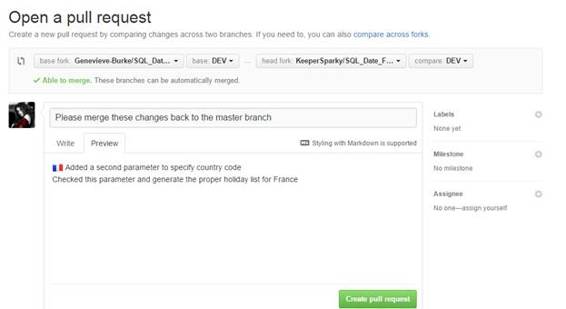 Open a pull request
Create a new pull request by comparing changes across two branches. If you need to, you can also compare across forks.
base fork: Genevieve-Burke/SQL_Dat... base: DEV ... head fork: KeeperSparky/SQL_Date_F... compare: DEV
Able to merge. These branches can be automatically merged.
Please merge these changes back to the master branch
Write Preview Styling with Markdown is supported
Added a second parameter to specify country code
Checked this parameter and generate the proper holiday list for France
Create pull request
Labels
None yet
Milestone
No milestone
Assignee
No one—assign yourself